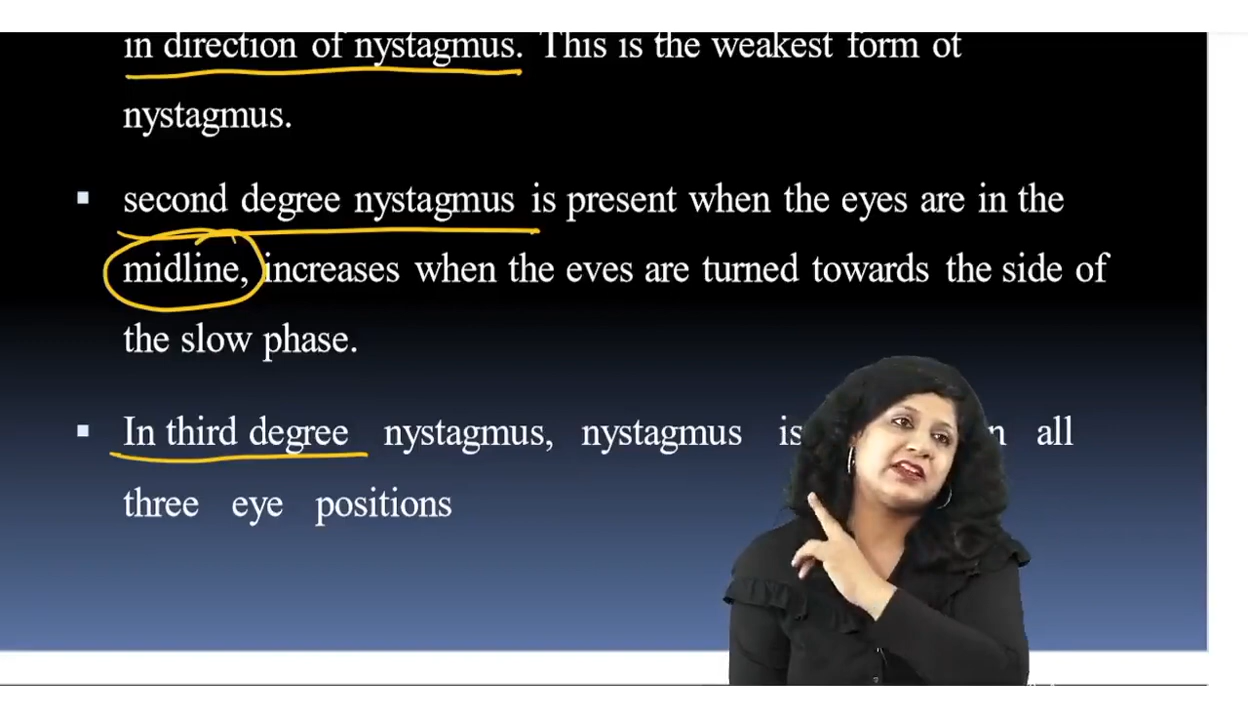 in direction of nystagmus. This is the weakest form of
nystagmus.
▪ second degree nystagmus is present when the eyes are in the
midline, increases when the eves are turned towards the side of
the slow phase.
▪ In third degree nystagmus, nystagmus is all
three eye positions